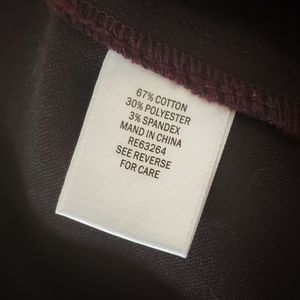 67% COTTON
30% POLYESTER
3% SPANDEX
MAND IN CHINA
RE63264
SEE REVERSE
FOR CARE